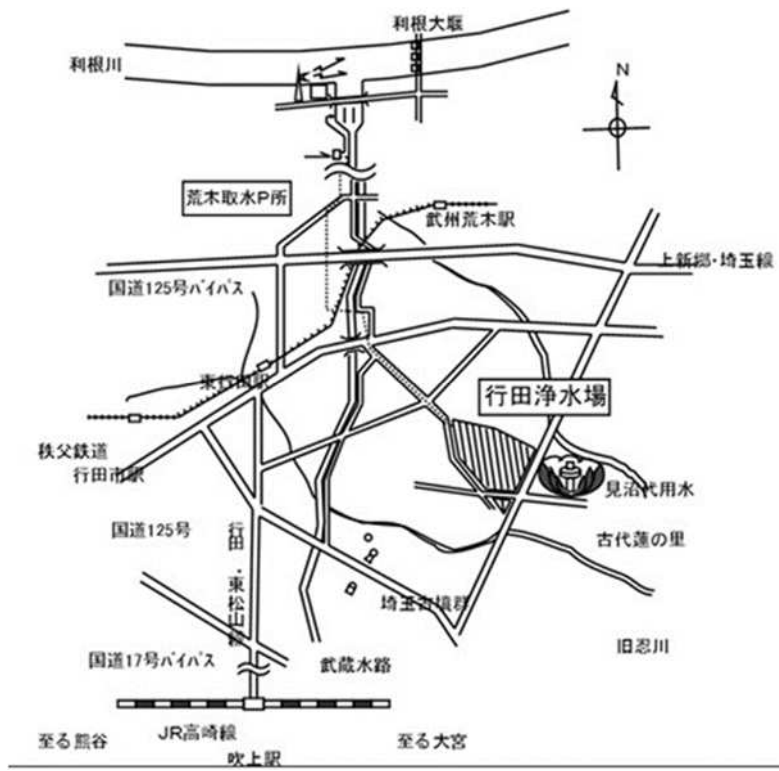 利根大堰
利根川
N
荒木取水P所
武州荒木駅
上新郷・埼玉線
国道125号バイパス
東行田駅
行田浄水場
秩父鉄道
行田市駅
見沼代用水
国道125号
行田・東松山線
古代蓮の里
埼玉古墳群
旧忍川
国道17号バイパス
武蔵水路
JR高崎線
至る熊谷
至る大宮
吹上駅